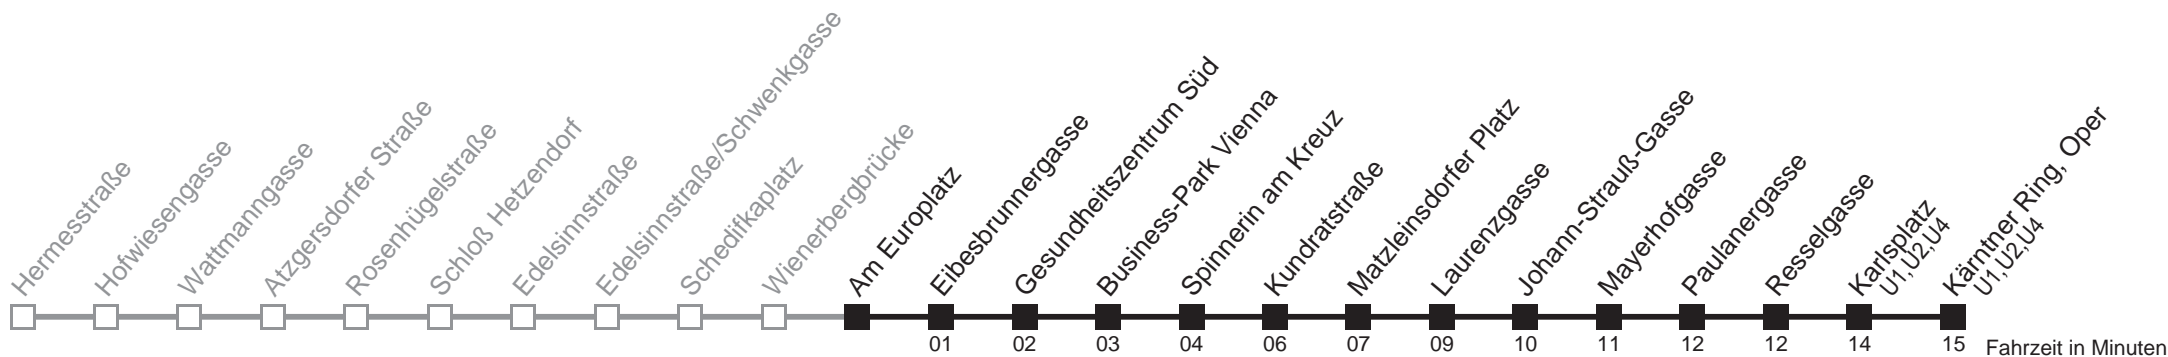 Hermesstraße
Hofwiesengasse
Wattmanngasse
Atzgersdorfer Straße
Rosenhügelstraße
Schloß Hetzendorf
Edelsinnstraße
Edelsinnstraße/Schwenkgasse
Schedifkaplatz
Wienerbergbrücke
Am Europlatz
Eibesbrunnergasse
Gesundheitszentrum Süd
Business-Park Vienna
Spinnerin am Kreuz
Kundratstraße
Matzleinsdorfer Platz
Laurenzgasse
Johann-Strauß-Gasse
Mayerhofgasse
Paulanergasse
Resselgasse
Karlsplatz
U1,U2,U4
Kärntner Ring, Oper
U1,U2,U4
01 02 03 04 06 07 09 10 11 12 12 14 15 Fahrzeit in Minuten